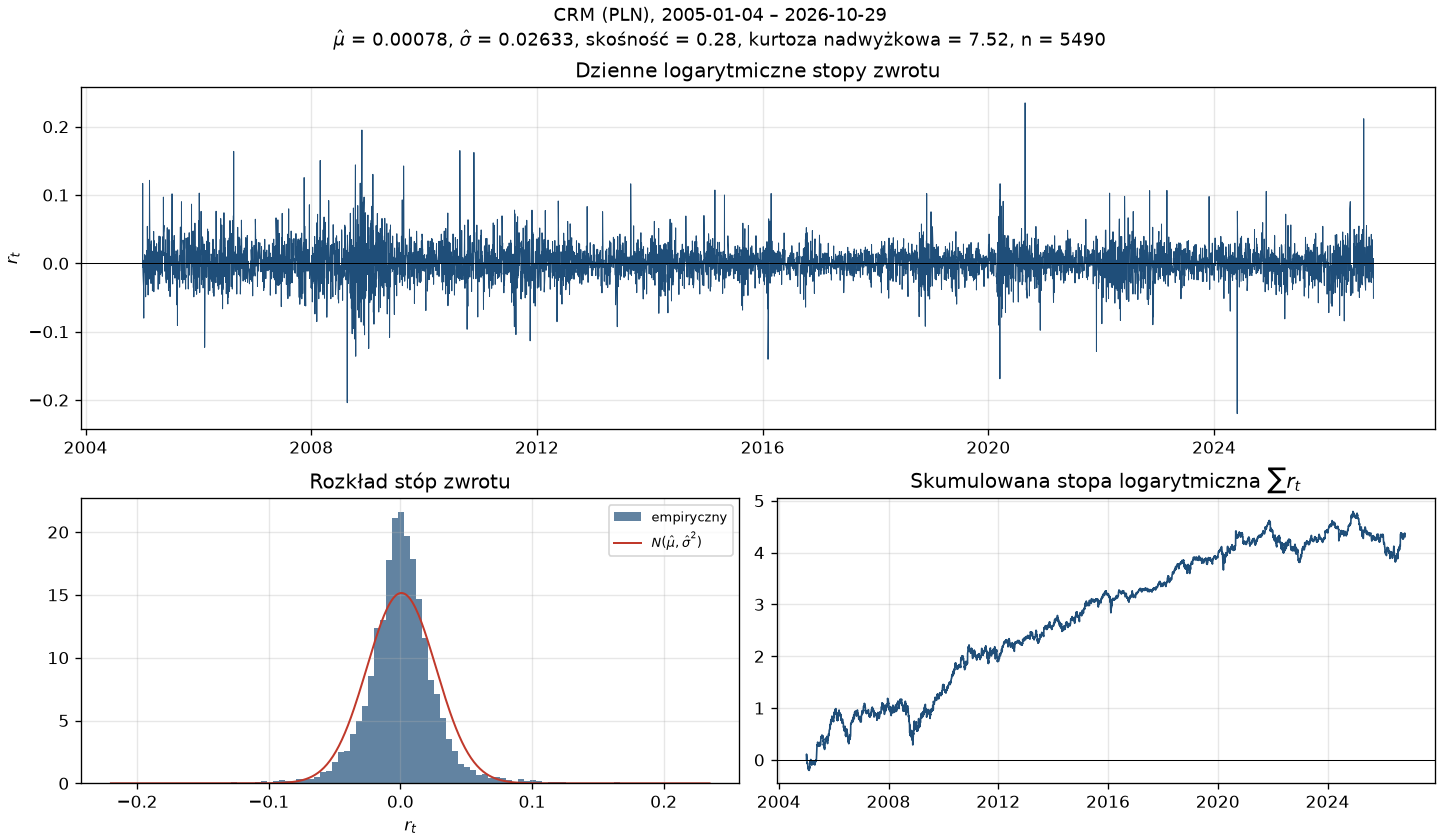 CRM (PLN), 2005-01-04 – 2026-10-29
μ̂ = 0.00078, σ̂ = 0.02633, skośność = 0.28, kurtoza nadwyżkowa = 7.52, n = 5490
Dzienne logarytmiczne stopy zwrotu
r_t
0.2
0.1
0.0
−0.1
−0.2
2004 2008 2012 2016 2020 2024
Rozkład stóp zwrotu
20
15
10
5
0
empiryczny
N(μ̂, σ̂²)
−0.2 −0.1 0.0 0.1 0.2
r_t
Skumulowana stopa logarytmiczna ∑r_t
5
4
3
2
1
0
2004 2008 2012 2016 2020 2024